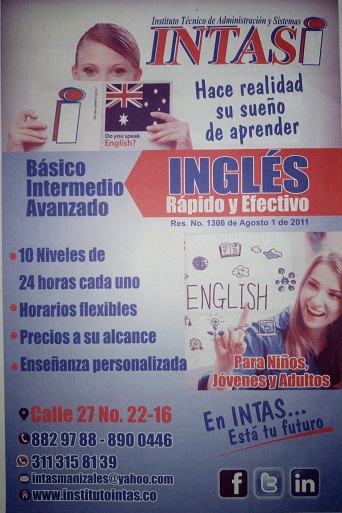 Instituto Técnico de Administración y Sistemas
INTASi
Hace realidad
su sueño
de aprender
i
Do you speak
English?
Básico
Intermedio
Avanzado
INGLÉS
Rápido y Efectivo
Res. No. 1306 de Agosto 1 de 2011
• 10 Niveles de
24 horas cada uno
• Horarios flexibles
• Precios a su alcance
• Enseñanza personalizada
ENGLISH
Para Niños,
Jóvenes y Adultos
Calle 27 No. 22-16
882 97 88 - 890 0446
311 315 81 39
intasmanizales@yahoo.com
www.institutointas.co
En INTAS...
Está tu futuro
f t in